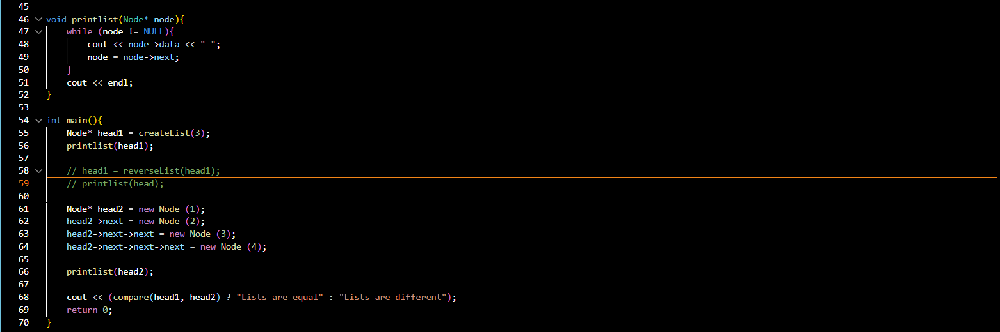 45
46 void printlist(Node* node){
47     while (node != NULL){
48         cout << node->data << " ";
49         node = node->next;
50     }
51     cout << endl;
52 }
53
54 int main(){
55     Node* head1 = createList(3);
56     printlist(head1);
57
58     // head1 = reverseList(head1);
59     // printlist(head);
60
61     Node* head2 = new Node (1);
62     head2->next = new Node (2);
63     head2->next->next = new Node (3);
64     head2->next->next->next = new Node (4);
65
66     printlist(head2);
67
68     cout << (compare(head1, head2) ? "Lists are equal" : "Lists are different");
69     return 0;
70 }